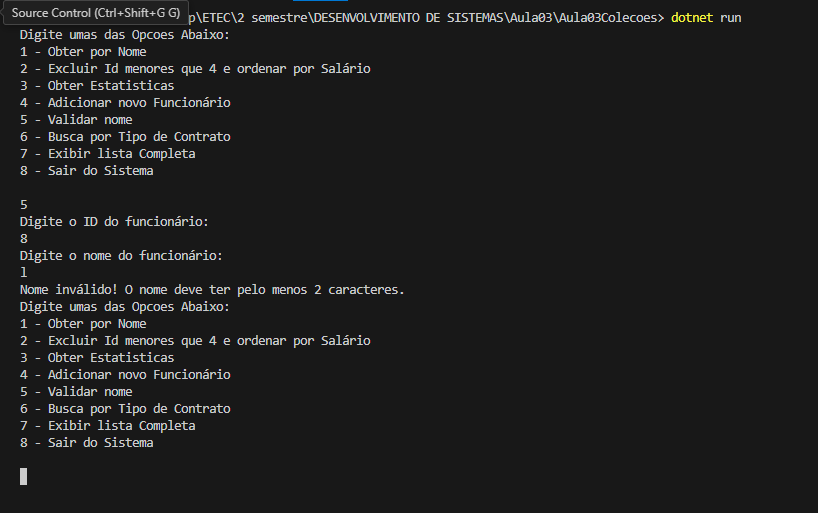 Source Control (Ctrl+Shift+G G)
p\ETEC\2 semestre\DESENVOLVIMENTO DE SISTEMAS\Aula03\Aula03Colecoes> dotnet run
Digite umas das Opcoes Abaixo:
1 - Obter por Nome
2 - Excluir Id menores que 4 e ordenar por Salário
3 - Obter Estatisticas
4 - Adicionar novo Funcionário
5 - Validar nome
6 - Busca por Tipo de Contrato
7 - Exibir lista Completa
8 - Sair do Sistema
5
Digite o ID do funcionário:
8
Digite o nome do funcionário:
l
Nome inválido! O nome deve ter pelo menos 2 caracteres.
Digite umas das Opcoes Abaixo:
1 - Obter por Nome
2 - Excluir Id menores que 4 e ordenar por Salário
3 - Obter Estatisticas
4 - Adicionar novo Funcionário
5 - Validar nome
6 - Busca por Tipo de Contrato
7 - Exibir lista Completa
8 - Sair do Sistema